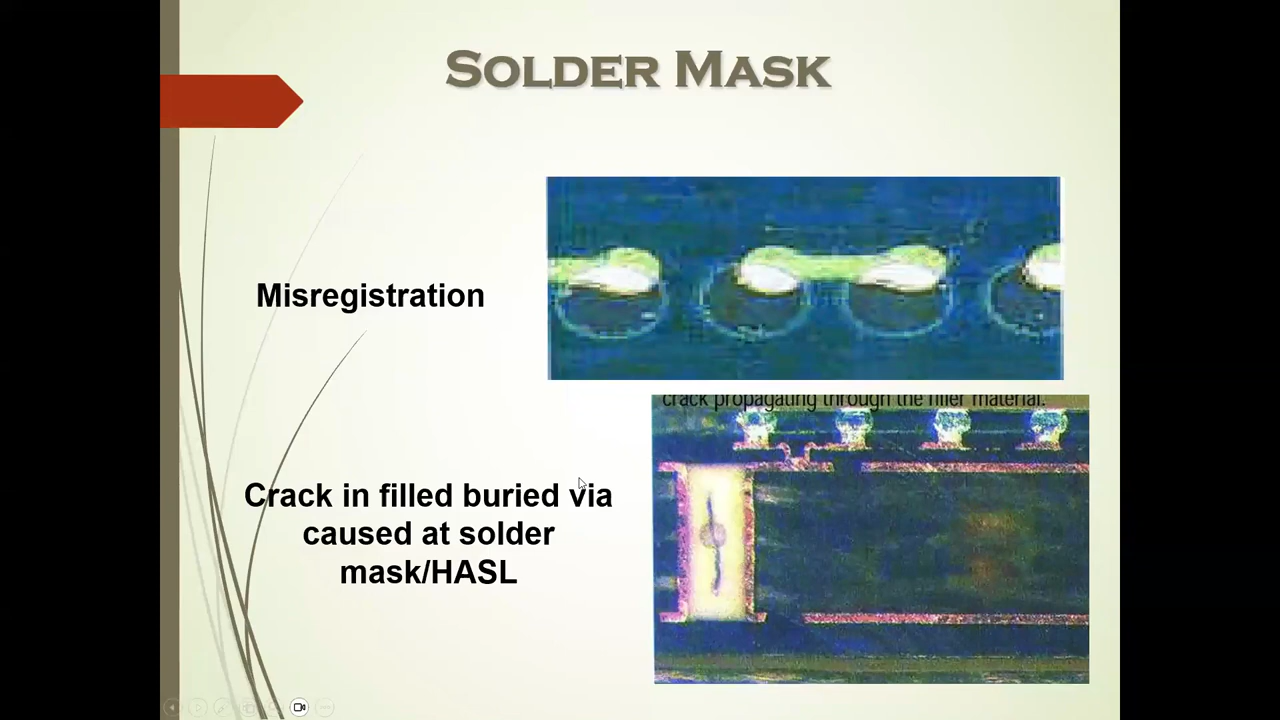 SOLDER MASK
Misregistration
crack propagating through the filler material.
Crack in filled buried via
caused at solder
mask/HASL